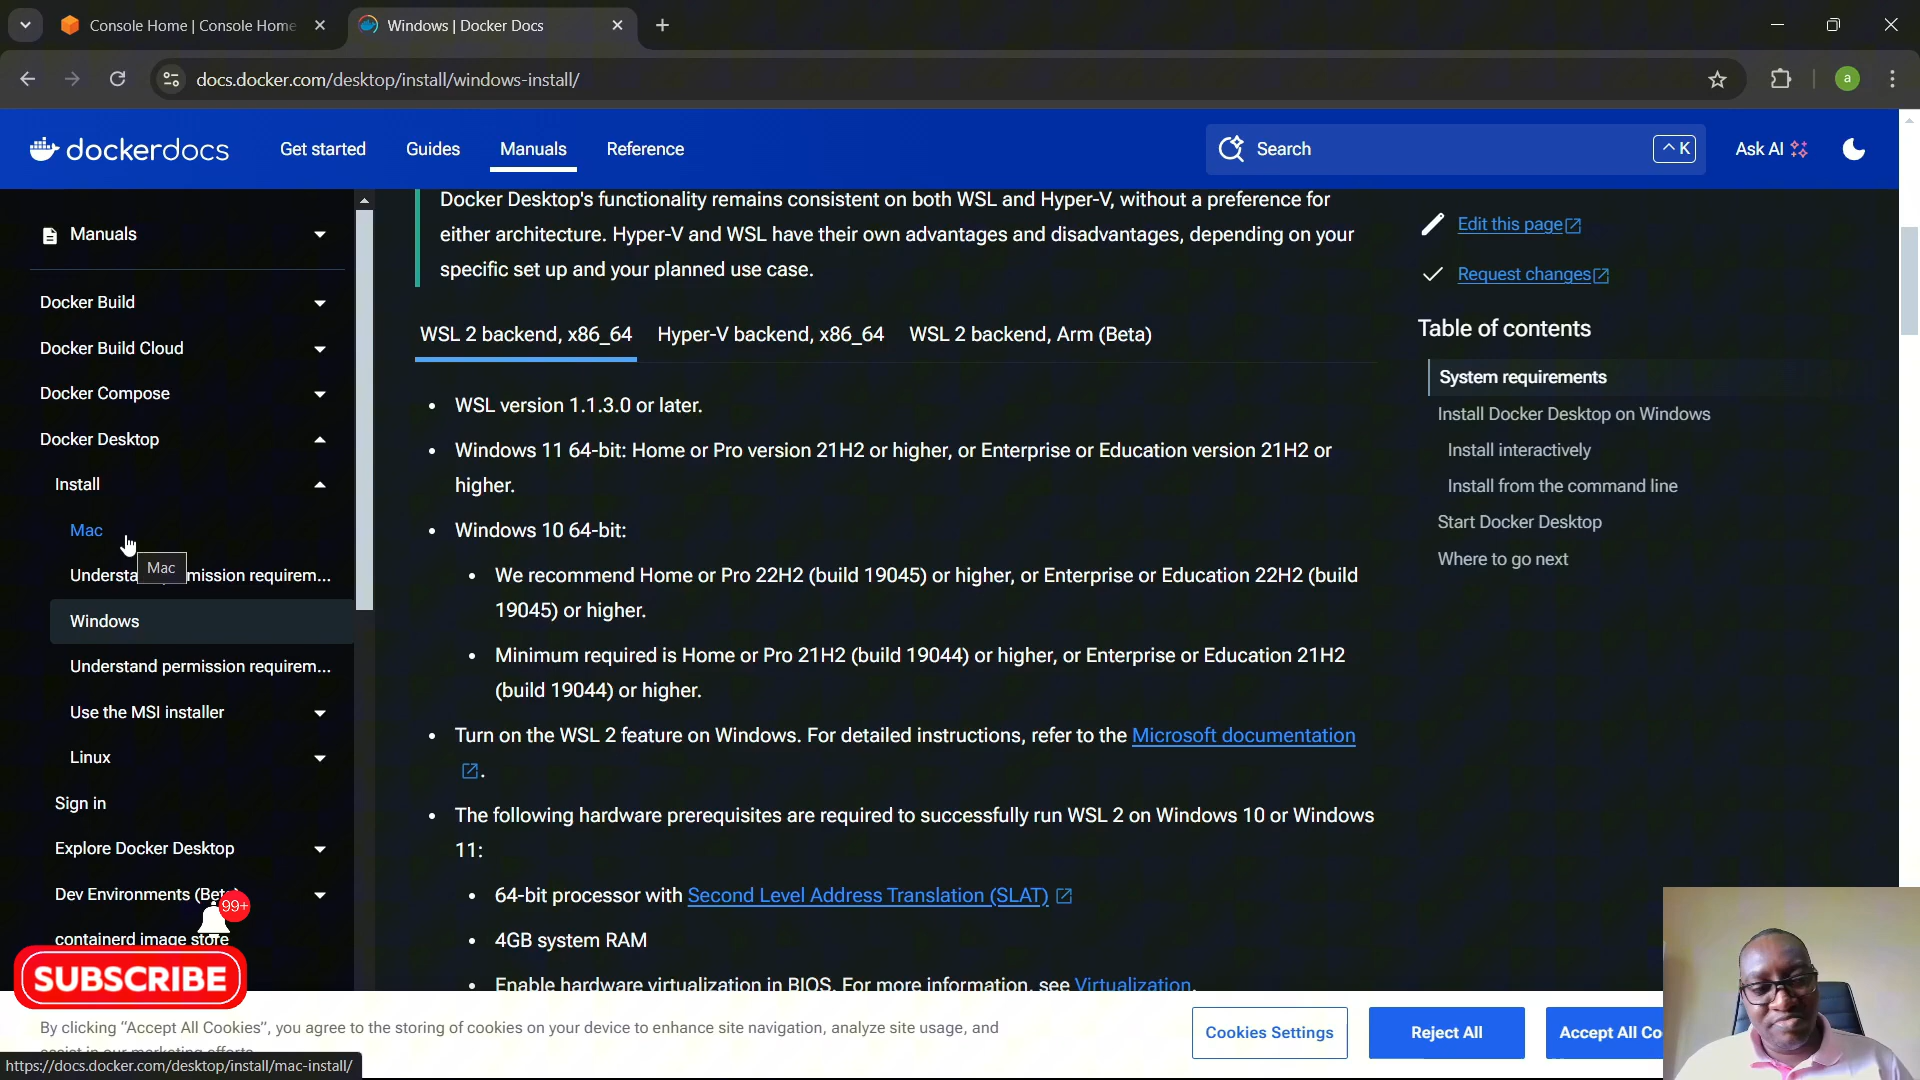 Console Home | Console Home
Windows | Docker Docs
docs.docker.com/desktop/install/windows-install/
a
dockerdocs
Get started
Guides
Manuals
Reference
Search
^ K
Ask AI
Manuals
Docker Build
Docker Build Cloud
Docker Compose
Docker Desktop
Install
Mac
Mac
Understa mission requirem...
Windows
Understand permission requirem...
Use the MSI installer
Linux
Sign in
Explore Docker Desktop
Dev Environments (Beta)
containerd image store
99+
SUBSCRIBE
Docker Desktop's functionality remains consistent on both WSL and Hyper-V, without a preference for
either architecture. Hyper-V and WSL have their own advantages and disadvantages, depending on your
specific set up and your planned use case.
WSL 2 backend, x86_64
Hyper-V backend, x86_64
WSL 2 backend, Arm (Beta)
• WSL version 1.1.3.0 or later.
• Windows 11 64-bit: Home or Pro version 21H2 or higher, or Enterprise or Education version 21H2 or
higher.
• Windows 10 64-bit:
• We recommend Home or Pro 22H2 (build 19045) or higher, or Enterprise or Education 22H2 (build
19045) or higher.
• Minimum required is Home or Pro 21H2 (build 19044) or higher, or Enterprise or Education 21H2
(build 19044) or higher.
• Turn on the WSL 2 feature on Windows. For detailed instructions, refer to the Microsoft documentation
.
• The following hardware prerequisites are required to successfully run WSL 2 on Windows 10 or Windows
11:
• 64-bit processor with Second Level Address Translation (SLAT)
• 4GB system RAM
• Enable hardware virtualization in BIOS. For more information, see Virtualization.
Edit this page
Request changes
Table of contents
System requirements
Install Docker Desktop on Windows
Install interactively
Install from the command line
Start Docker Desktop
Where to go next
By clicking “Accept All Cookies”, you agree to the storing of cookies on your device to enhance site navigation, analyze site usage, and
Cookies Settings
Reject All
Accept All Co
https://docs.docker.com/desktop/install/mac-install/